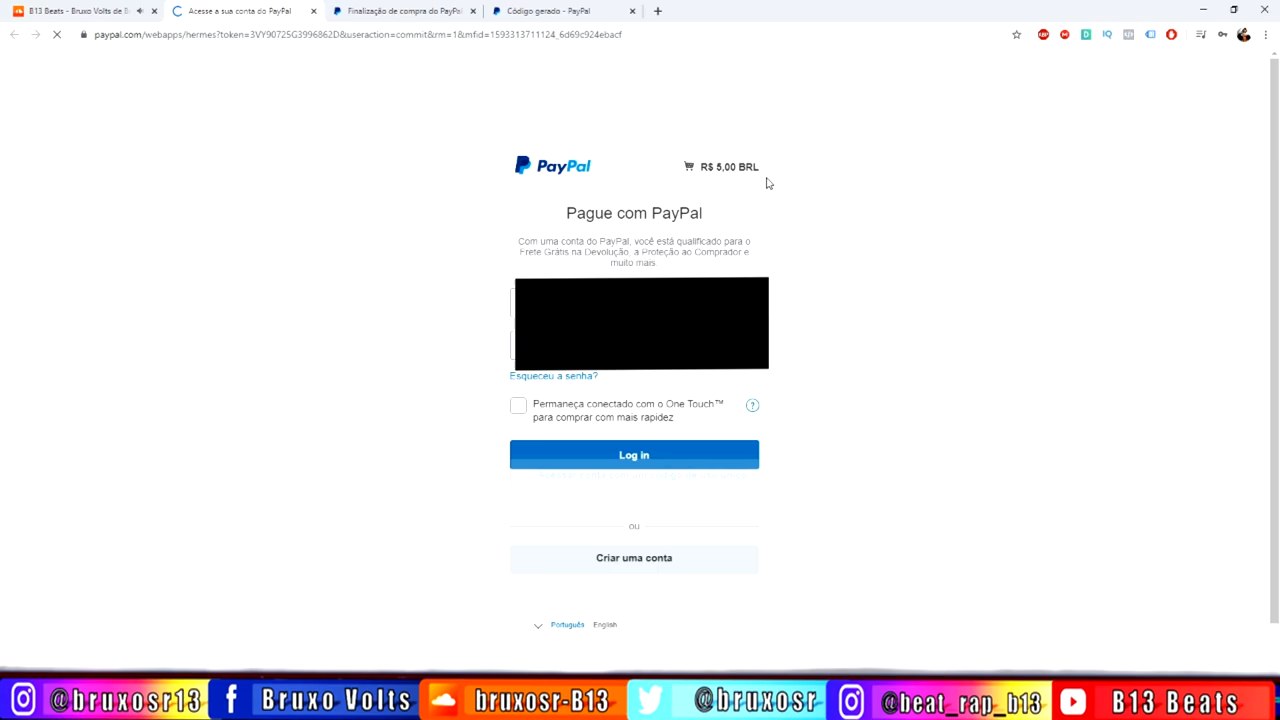 B13 Beats - Bruxo Volts de B
Acesse a sua conta do PayPal
Finalização de compra do PayPal
Código gerado - PayPal
paypal.com/webapps/hermes?token=3VY90725G3996862D&useraction=commit&rm=1&mfid=1593313711124_6d69c924ebacf
PayPal
R$ 5,00 BRL
Pague com PayPal
Com uma conta do PayPal, você está qualificado para o
Frete Grátis na Devolução, a Proteção ao Comprador e
muito mais
Esqueceu a senha?
Permaneça conectado com o One Touch™
para comprar com mais rapidez
Log in
ou
Criar uma conta
Português English
@bruxosr13 Bruxo Volts bruxosr-B13 @bruxosr @beat_rap_b13 B13 Beats